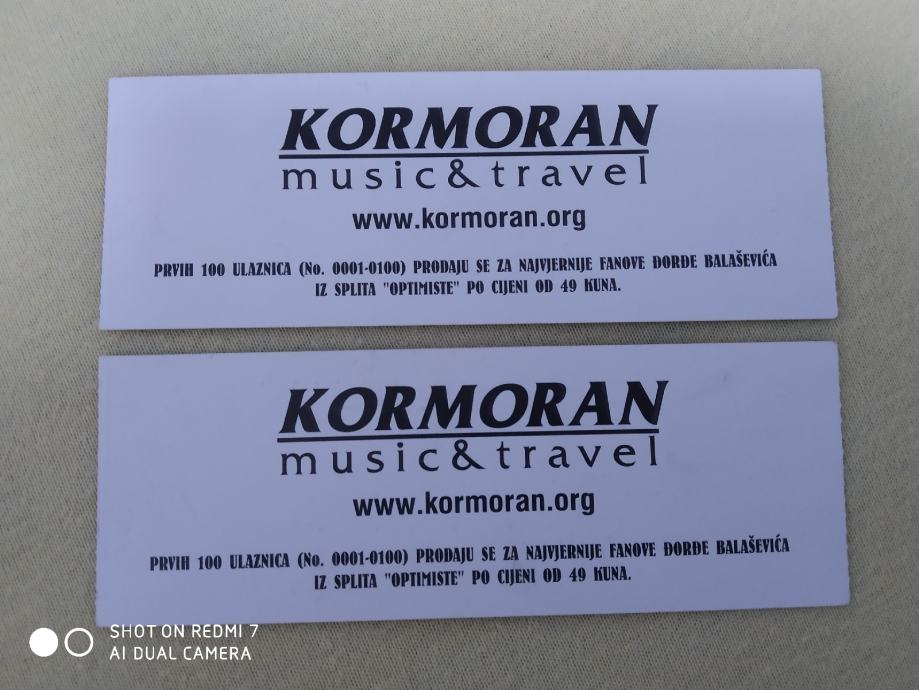 KORMORAN
music&travel
www.kormoran.org
PRVIH 100 ULAZNICA (No. 0001-0100) PRODAJU SE ZA NAJVJERNIJE FANOVE ĐORĐE BALAŠEVIĆA
IZ SPLITA "OPTIMISTE" PO CIJENI OD 49 KUNA.
KORMORAN
music&travel
www.kormoran.org
PRVIH 100 ULAZNICA (No. 0001-0100) PRODAJU SE ZA NAJVJERNIJE FANOVE ĐORĐE BALAŠEVIĆA
IZ SPLITA "OPTIMISTE" PO CIJENI OD 49 KUNA.
SHOT ON REDMI 7
AI DUAL CAMERA